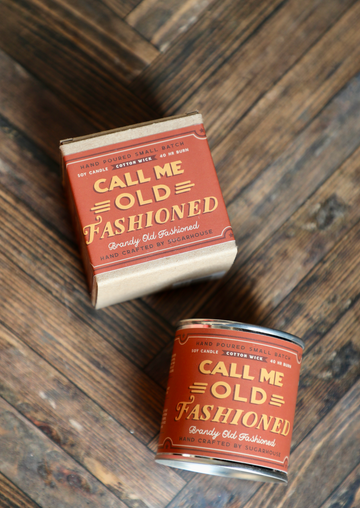 HAND POURED SMALL BATCH
SOY CANDLE COTTON WICK 40 HR BURN
CALL ME
OLD
FASHIONED
Brandy Old Fashioned
HAND CRAFTED BY SUGARHOUSE
HAND POURED SMALL BATCH
SOY CANDLE COTTON WICK 40 HR BURN
CALL ME
OLD
FASHIONED
Brandy Old Fashioned
HAND CRAFTED BY SUGARHOUSE